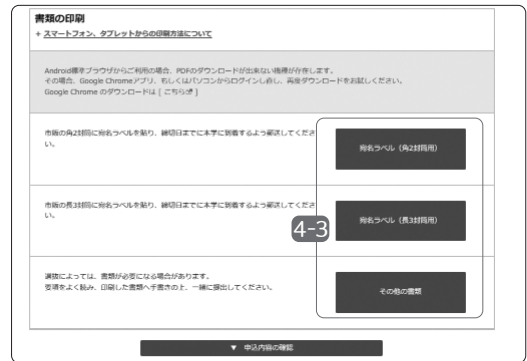 書類の印刷
+ スマートフォン、タブレットからの印刷方法について
Android標準ブラウザからご利用の場合、PDFのダウンロードが出来ない機種が存在します。
その場合、Google Chromeアプリ、もしくはパソコンからログインし直し、再度ダウンロードをお試しください。
Google Chrome のダウンロードは [ こちら ]
市販の角2封筒に宛名ラベルを貼り、締切日までに本学に到着するよう郵送してくださ
い。
宛名ラベル（角2封筒用）
市販の長3封筒に宛名ラベルを貼り、締切日までに本学に到着するよう郵送してくださ
い。
宛名ラベル（長3封筒用）
4-3
選抜によっては、書類が必要になる場合があります。
要項をよく読み、印刷した書類へ手書きの上、一緒に提出してください。
その他の書類
▼ 申込内容の確認